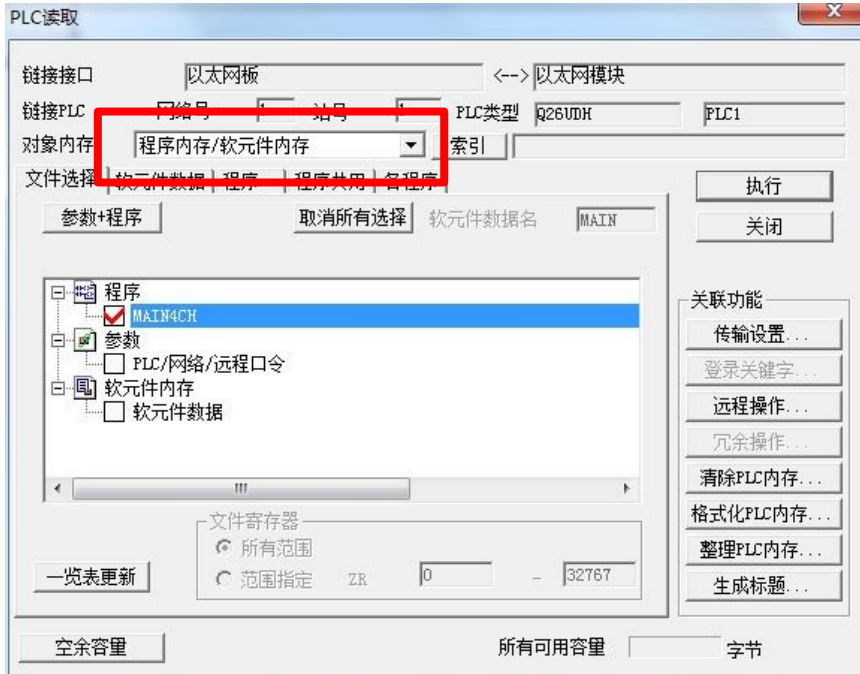 PLC读取
链接接口 以太网板 <--> 以太网模块
链接PLC 网络号 1 站号 1 PLC类型 Q26UDH PLC1
对象内存 程序内存/软元件内存 索引
文件选择 软元件数据 程序 程序共用 各程序
执行
参数+程序 取消所有选择 软元件数据名 MAIN
关闭
程序
MAIN4CH
参数
PLC/网络/远程口令
软元件内存
软元件数据
关联功能
传输设置...
登录关键字...
远程操作...
冗余操作...
清除PLC内存...
格式化PLC内存...
整理PLC内存...
生成标题...
文件寄存器
所有范围
范围指定 ZR 0 - 32767
一览表更新
空余容量 所有可用容量 字节